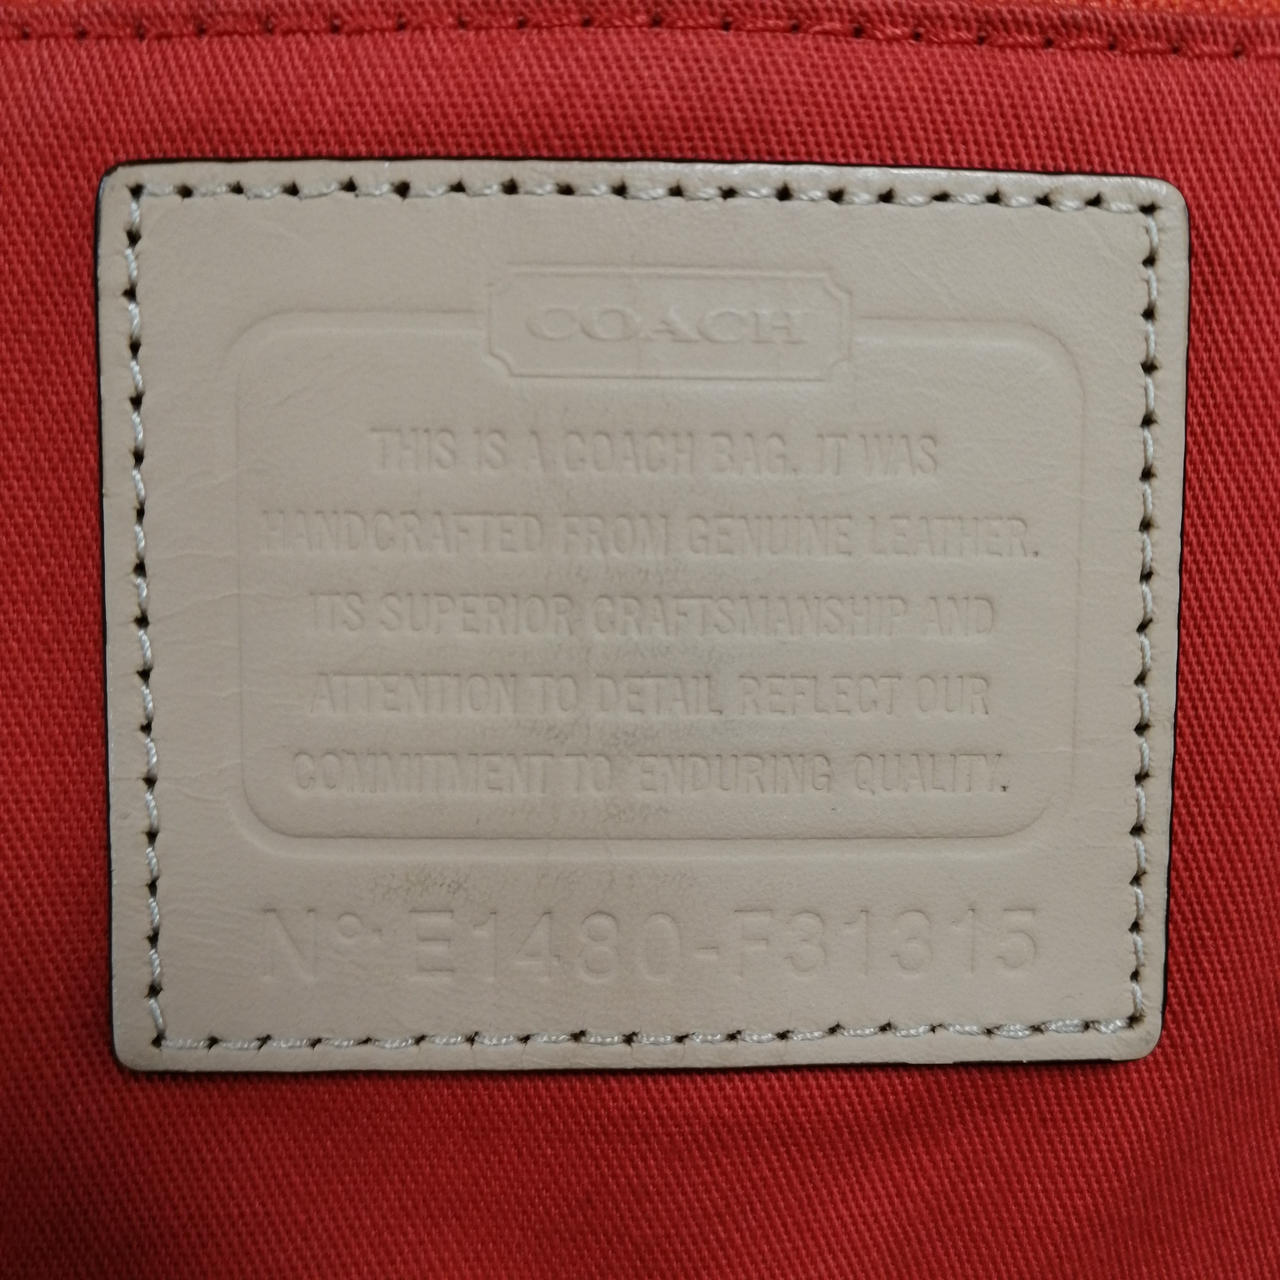 COACH
THIS IS A COACH BAG. IT WAS
HANDCRAFTED FROM GENUINE LEATHER.
ITS SUPERIOR CRAFTSMANSHIP AND
ATTENTION TO DETAIL REFLECT OUR
COMMITMENT TO ENDURING QUALITY.
No. E1480-F31315